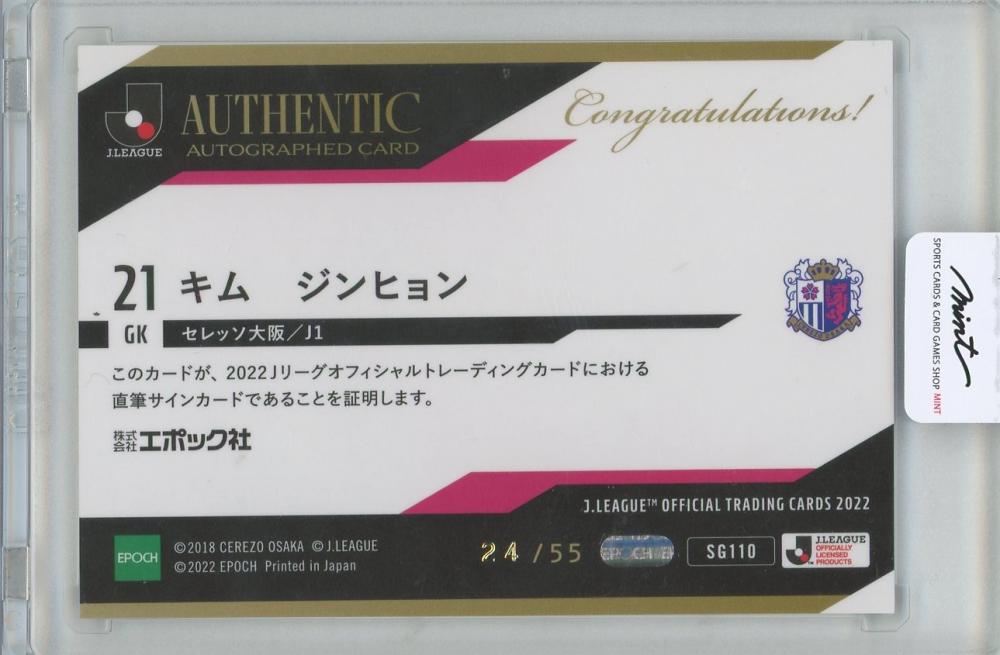 J.LEAGUE
AUTHENTIC
AUTOGRAPHED CARD
Congratulations!
21 キム ジンヒョン
GK セレッソ大阪/J1
このカードが、2022Jリーグオフィシャルトレーディングカードにおける
直筆サインカードであることを証明します。
株式会社エポック社
J.LEAGUE™ OFFICIAL TRADING CARDS 2022
EPOCH
©2018 CEREZO OSAKA ©J.LEAGUE
©2022 EPOCH Printed in Japan
24/55
SG110
J.LEAGUE
OFFICIALLY
LICENSED
PRODUCTS
mint
SPORTS CARDS & CARD GAMES SHOP MINT